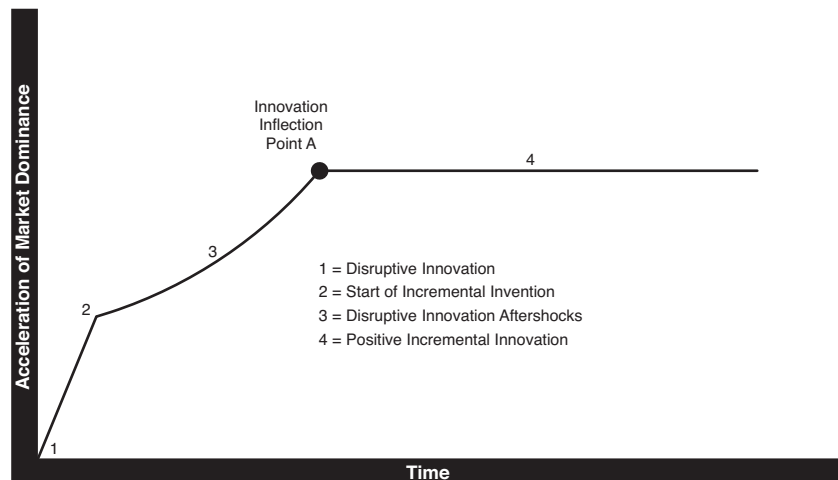 Acceleration of Market Dominance
Innovation
Inflection
Point A
4
3
1 = Disruptive Innovation
2 = Start of Incremental Invention
3 = Disruptive Innovation Aftershocks
4 = Positive Incremental Innovation
2
1
Time